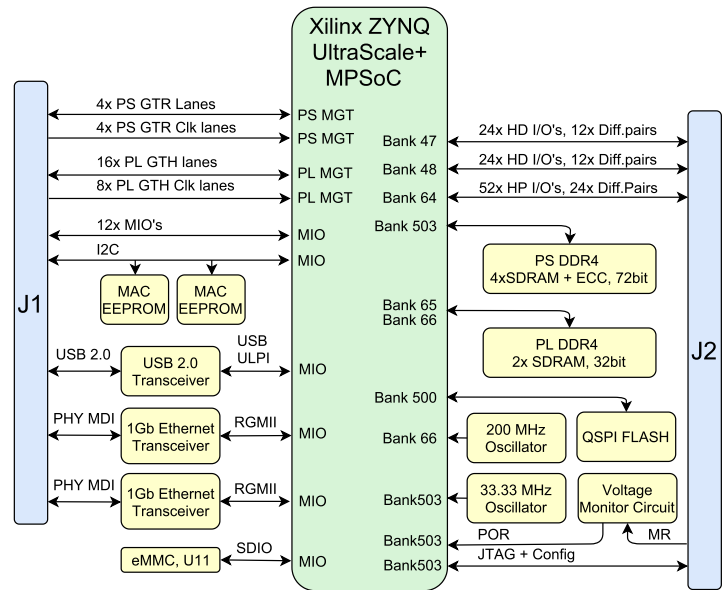 Xilinx ZYNQ
UltraScale+
MPSoC
J1
4x PS GTR Lanes
PS MGT
4x PS GTR Clk lanes
PS MGT
16x PL GTH lanes
PL MGT
8x PL GTH Clk lanes
PL MGT
12x MIO's
MIO
I2C
MIO
MAC
EEPROM
MAC
EEPROM
USB 2.0
USB 2.0
Transceiver
USB
ULPI
MIO
PHY MDI
1Gb Ethernet
Transceiver
RGMII
MIO
PHY MDI
1Gb Ethernet
Transceiver
RGMII
MIO
eMMC, U11
SDIO
MIO
Bank 47
24x HD I/O's, 12x Diff.pairs
Bank 48
24x HD I/O's, 12x Diff.pairs
Bank 64
52x HP I/O's, 24x Diff.Pairs
Bank 503
PS DDR4
4xSDRAM + ECC, 72bit
Bank 65
Bank 66
PL DDR4
2x SDRAM, 32bit
Bank 500
QSPI FLASH
Bank 66
200 MHz
Oscillator
Bank503
33.33 MHz
Oscillator
Voltage
Monitor Circuit
Bank503
POR
MR
Bank503
JTAG + Config
J2